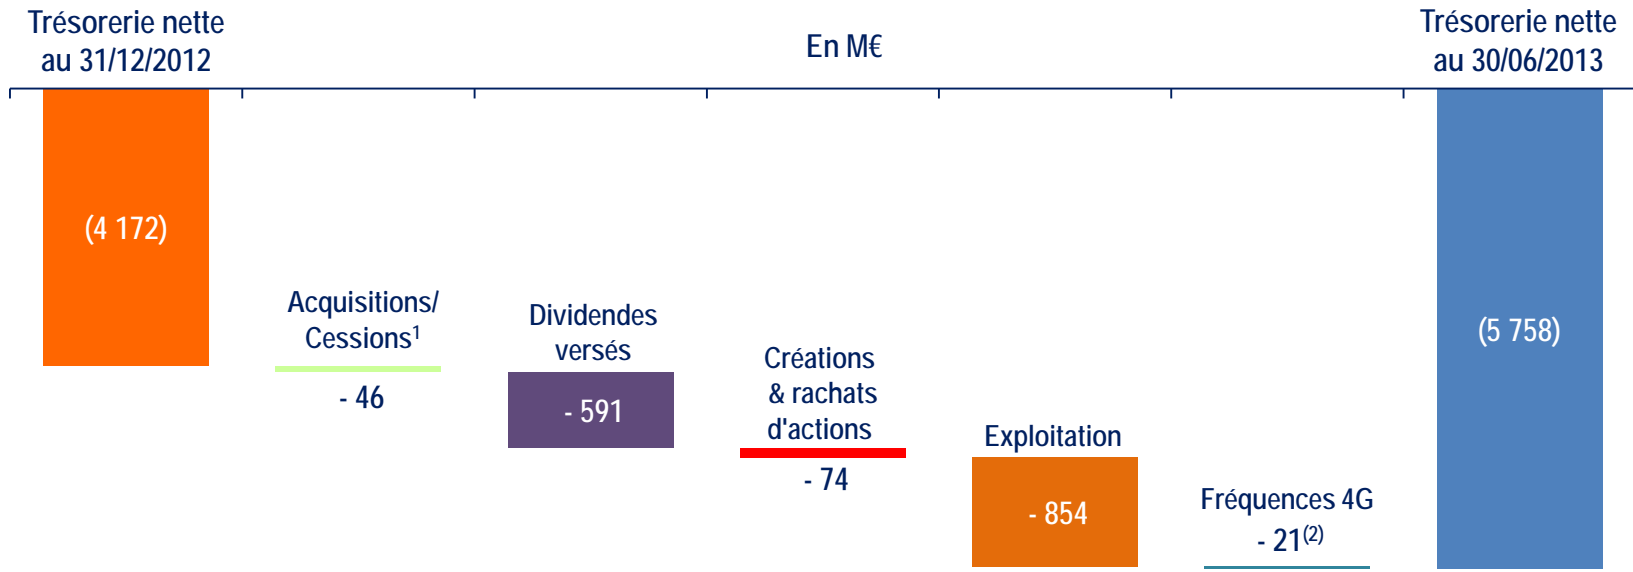 Trésorerie nette
au 31/12/2012
En M€
Trésorerie nette
au 30/06/2013
(4 172)
Acquisitions/
Cessions¹
- 46
Dividendes
versés
- 591
Créations
& rachats
d'actions
- 74
Exploitation
- 854
Fréquences 4G
- 21⁽²⁾
(5 758)